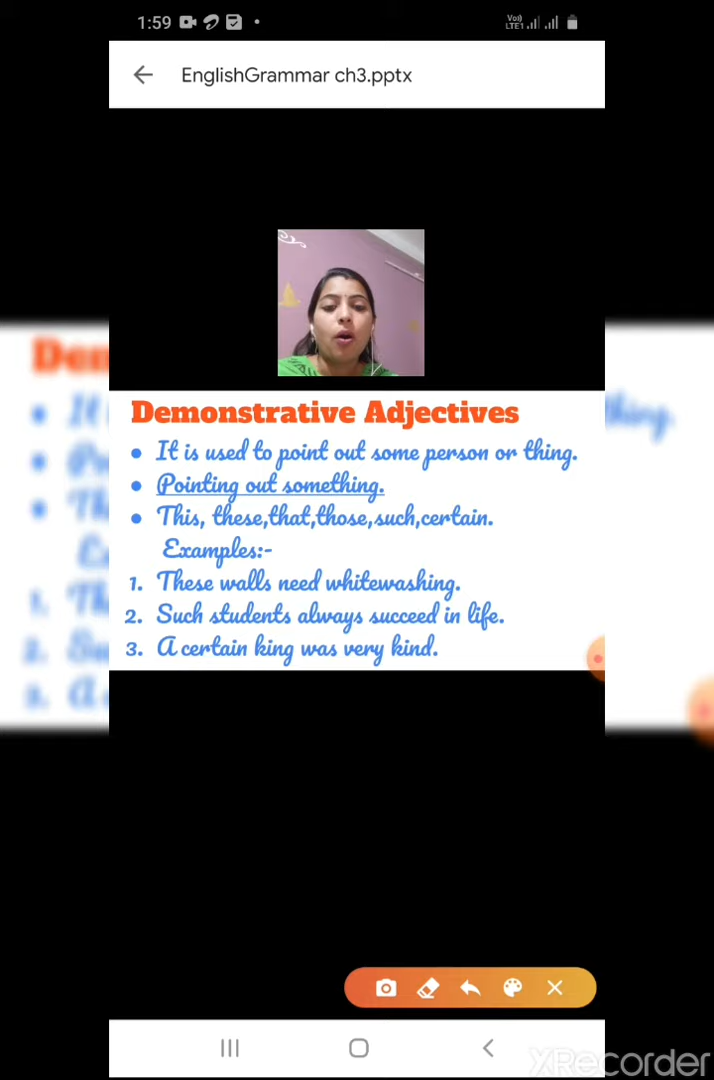 1:59
Vo)) LTE1
EnglishGrammar ch3.pptx
Demonstrative Adjectives
• It is used to point out some person or thing.
• Pointing out something.
• This, these,that,those,such,certain.
Examples:-
1. These walls need whitewashing.
2. Such students always succeed in life.
3. A certain king was very kind.
XRecorder